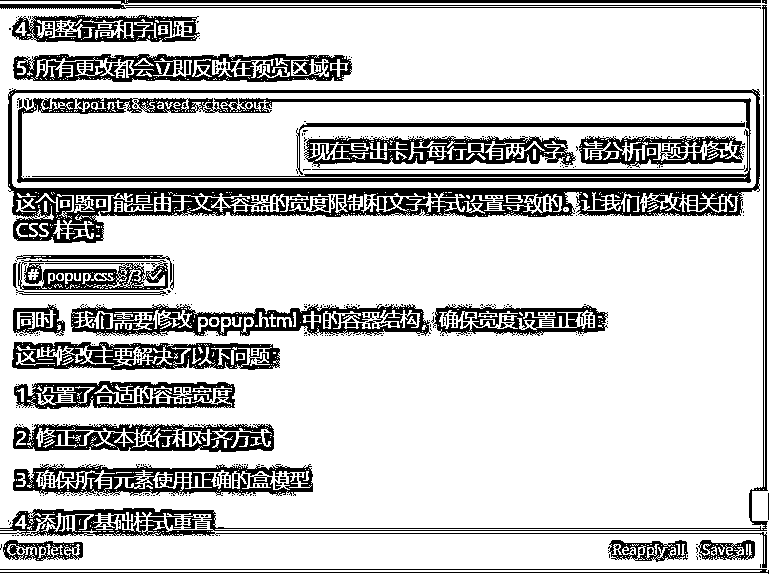 4. 调整行高和字间距
5. 所有更改都会立即反映在预览区域中
10. Checkpoint & saved. checkout
现在导出卡片每行只有两个字。请分析问题并修改
这个问题可能是由于文本容器的宽度限制和文字样式设置导致的。让我们修改相关的
CSS 样式:
# popup.css 3/3 ✓
同时，我们需要修改 popup.html 中的容器结构，确保宽度设置正确:
这些修改主要解决了以下问题:
1. 设置了合适的容器宽度
2. 修正了文本换行和对齐方式
3. 确保所有元素使用正确的盒模型
4. 添加了基础样式重置
Completed
Reapply all Save all